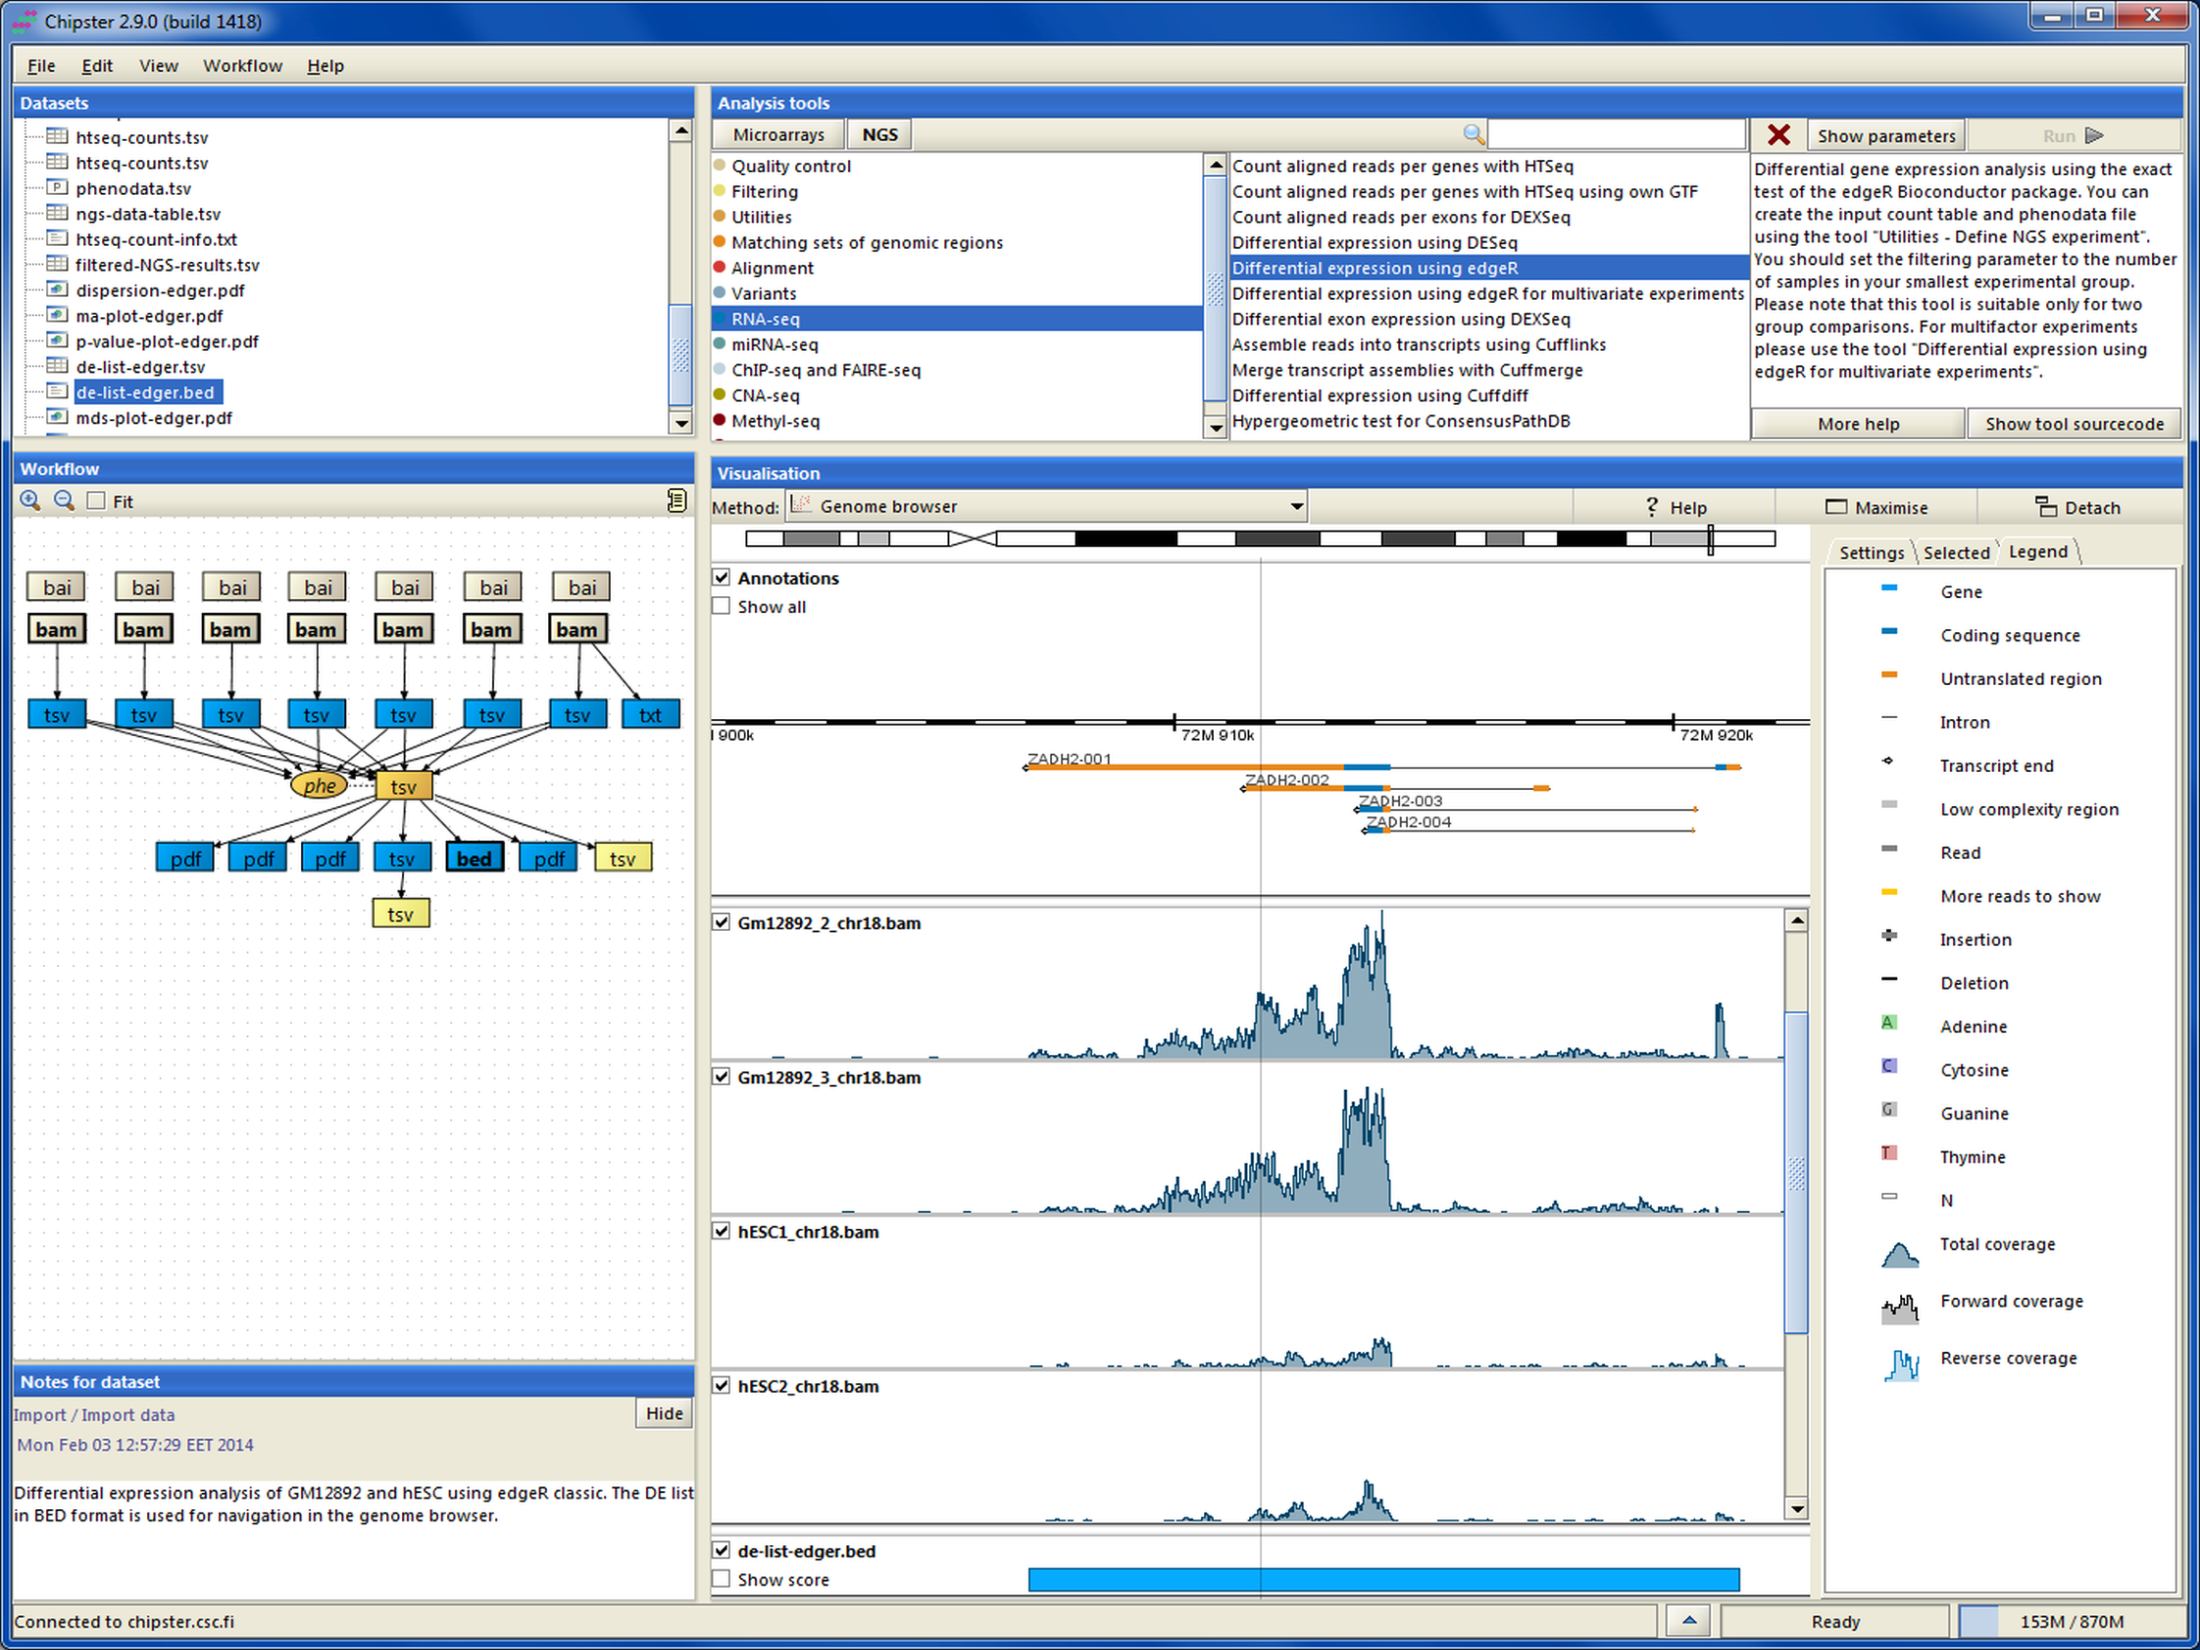 Chipster 2.9.0 (build 1418)
File Edit View Workflow Help
Datasets
htseq-counts.tsv
htseq-counts.tsv
phenodata.tsv
ngs-data-table.tsv
htseq-count-info.txt
filtered-NGS-results.tsv
dispersion-edger.pdf
ma-plot-edger.pdf
p-value-plot-edger.pdf
de-list-edger.tsv
de-list-edger.bed
mds-plot-edger.pdf
Analysis tools
Microarrays NGS
Show parameters Run
Quality control
Filtering
Utilities
Matching sets of genomic regions
Alignment
Variants
RNA-seq
miRNA-seq
ChIP-seq and FAIRE-seq
CNA-seq
Methyl-seq
Count aligned reads per genes with HTSeq
Count aligned reads per genes with HTSeq using own GTF
Count aligned reads per exons for DEXSeq
Differential expression using DESeq
Differential expression using edgeR
Differential expression using edgeR for multivariate experiments
Differential exon expression using DEXSeq
Assemble reads into transcripts using Cufflinks
Merge transcript assemblies with Cuffmerge
Differential expression using Cuffdiff
Hypergeometric test for ConsensusPathDB
Differential gene expression analysis using the exact
test of the edgeR Bioconductor package. You can
create the input count table and phenodata file
using the tool "Utilities - Define NGS experiment".
You should set the filtering parameter to the number
of samples in your smallest experimental group.
Please note that this tool is suitable only for two
group comparisons. For multifactor experiments
please use the tool "Differential expression using
edgeR for multivariate experiments".
More help Show tool sourcecode
Workflow
Fit
bai bai bai bai bai bai bai
bam bam bam bam bam bam bam
tsv tsv tsv tsv tsv tsv tsv txt
phe tsv
pdf pdf pdf tsv bed pdf tsv
tsv
Notes for dataset
Import / Import data
Hide
Mon Feb 03 12:57:29 EET 2014
Differential expression analysis of GM12892 and hESC using edgeR classic. The DE list
in BED format is used for navigation in the genome browser.
Visualisation
Method: Genome browser
? Help Maximise Detach
Annotations
Show all
900k 72M 910k 72M 920k
ZADH2-001
ZADH2-002
ZADH2-003
ZADH2-004
Gm12892_2_chr18.bam
Gm12892_3_chr18.bam
hESC1_chr18.bam
hESC2_chr18.bam
de-list-edger.bed
Show score
Settings Selected Legend
Gene
Coding sequence
Untranslated region
Intron
Transcript end
Low complexity region
Read
More reads to show
Insertion
Deletion
A Adenine
C Cytosine
G Guanine
T Thymine
N
Total coverage
Forward coverage
Reverse coverage
Connected to chipster.csc.fi
Ready
153M / 870M